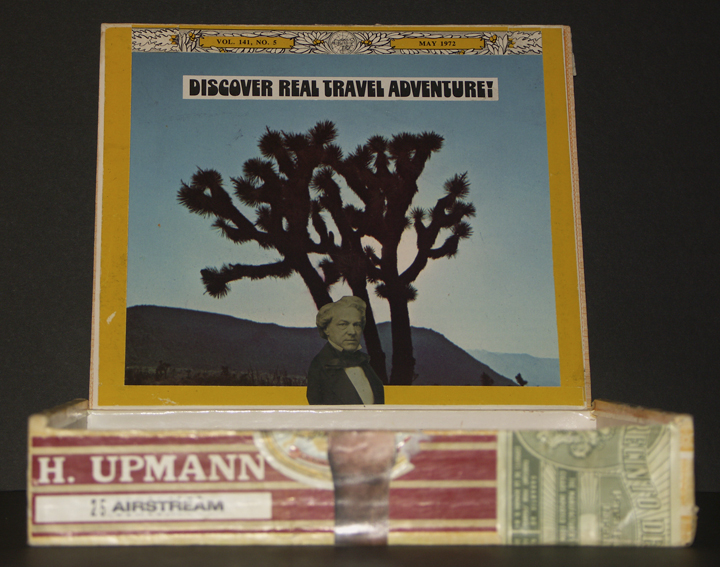 VOL. 141, NO. 5
MAY 1972
DISCOVER REAL TRAVEL ADVENTURE!
H. UPMANN
25 AIRSTREAM